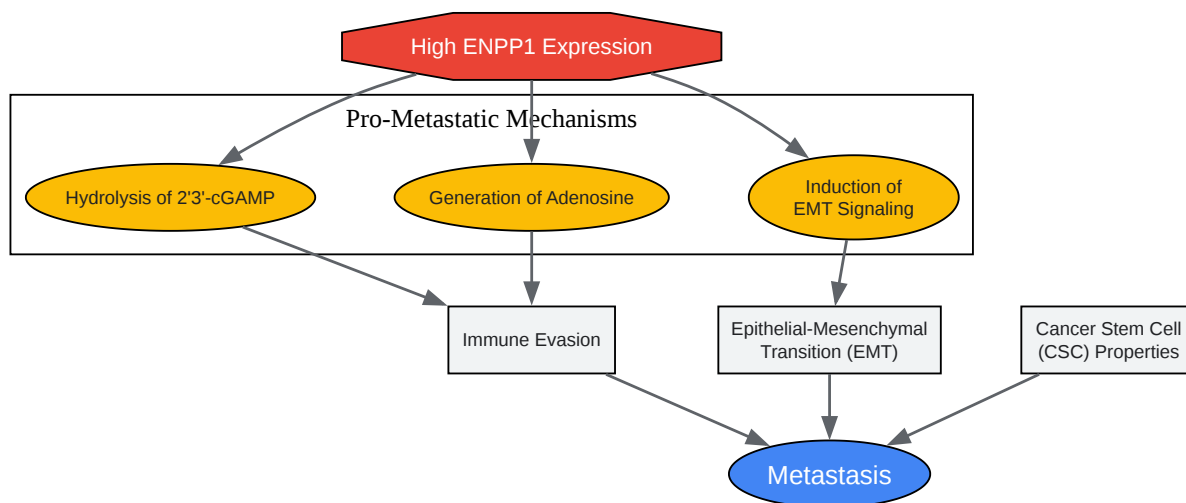 High ENPP1 Expression
Pro-Metastatic Mechanisms
Hydrolysis of 2'3'-cGAMP
Generation of Adenosine
Induction of
EMT Signaling
Immune Evasion
Epithelial-Mesenchymal
Transition (EMT)
Cancer Stem Cell
(CSC) Properties
Metastasis